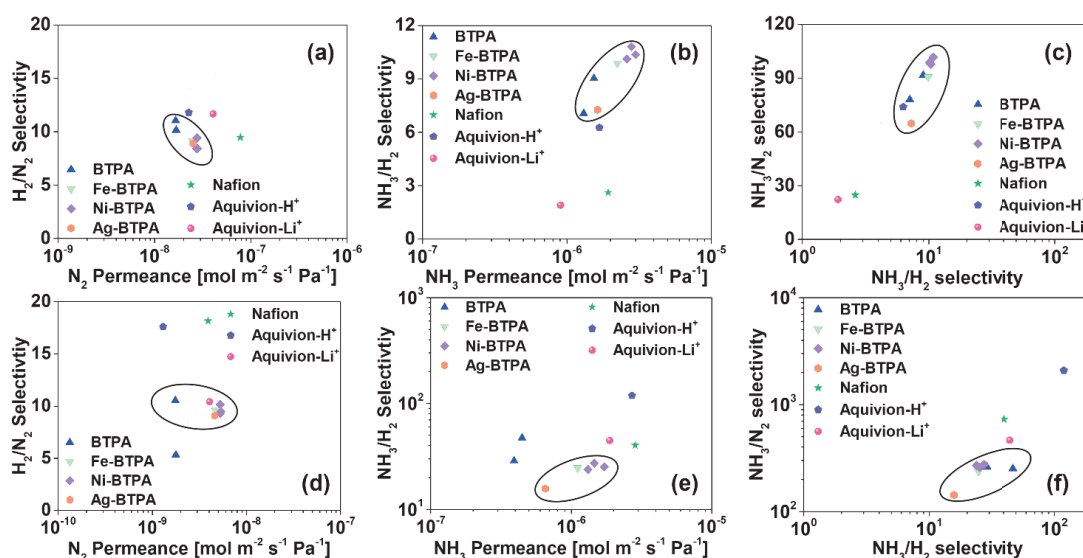 20
15
10
5
0
H₂/N₂ Selectivtiy
(a)
BTPA
Fe-BTPA
Ni-BTPA
Ag-BTPA
Nafion
Aquivion-H⁺
Aquivion-Li⁺
10⁻⁹ 10⁻⁸ 10⁻⁷ 10⁻⁶
N₂ Permeance [mol m⁻² s⁻¹ Pa⁻¹]
12
9
6
3
0
NH₃/H₂ Selectivity
(b)
BTPA
Fe-BTPA
Ni-BTPA
Ag-BTPA
Nafion
Aquivion-H⁺
Aquivion-Li⁺
10⁻⁷ 10⁻⁶ 10⁻⁵
NH₃ Permeance [mol m⁻² s⁻¹ Pa⁻¹]
120
90
60
30
0
NH₃/N₂ selectivity
(c)
BTPA
Fe-BTPA
Ni-BTPA
Ag-BTPA
Nafion
Aquivion-H⁺
Aquivion-Li⁺
10⁰ 10¹ 10²
NH₃/H₂ selectivity
20
15
10
5
0
H₂/N₂ Selectivity
Nafion
Aquivion-H⁺
Aquivion-Li⁺
BTPA
Fe-BTPA
Ni-BTPA
Ag-BTPA
(d)
10⁻¹⁰ 10⁻⁹ 10⁻⁸ 10⁻⁷
N₂ Permeance [mol m⁻² s⁻¹ Pa⁻¹]
10³
10²
10¹
NH₃/H₂ Selectivity
BTPA
Fe-BTPA
Ni-BTPA
Ag-BTPA
Nafion
Aquivion-H⁺
Aquivion-Li⁺
(e)
10⁻⁷ 10⁻⁶ 10⁻⁵
NH₃ Permeance [mol m⁻² s⁻¹ Pa⁻¹]
10⁴
10³
10²
NH₃/N₂ selectivity
BTPA
Fe-BTPA
Ni-BTPA
Ag-BTPA
Nafion
Aquivion-H⁺
Aquivion-Li⁺
(f)
10⁰ 10¹ 10²
NH₃/H₂ selectivity